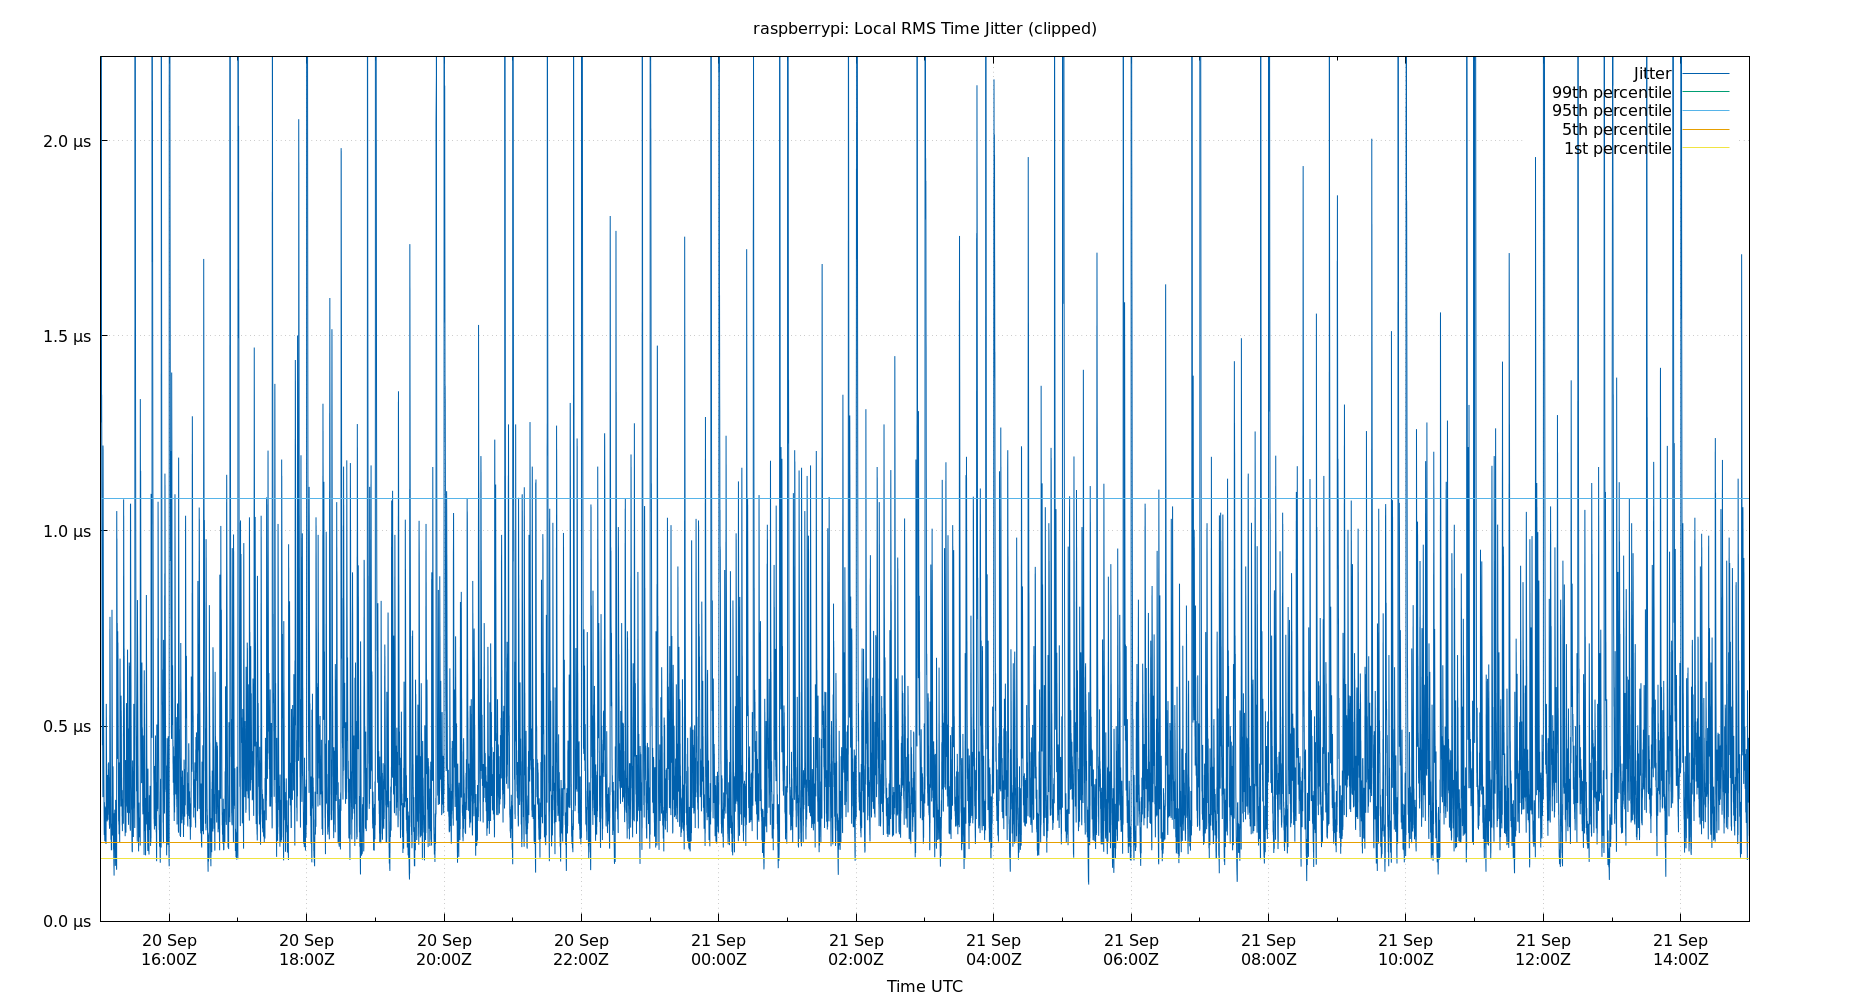 raspberrypi: Local RMS Time Jitter (clipped)
Jitter
99th percentile
95th percentile
5th percentile
1st percentile
2.0 µs
1.5 µs
1.0 µs
0.5 µs
0.0 µs
20 Sep 20 Sep 20 Sep 20 Sep 21 Sep 21 Sep 21 Sep 21 Sep 21 Sep 21 Sep 21 Sep 21 Sep
16:00Z 18:00Z 20:00Z 22:00Z 00:00Z 02:00Z 04:00Z 06:00Z 08:00Z 10:00Z 12:00Z 14:00Z
Time UTC